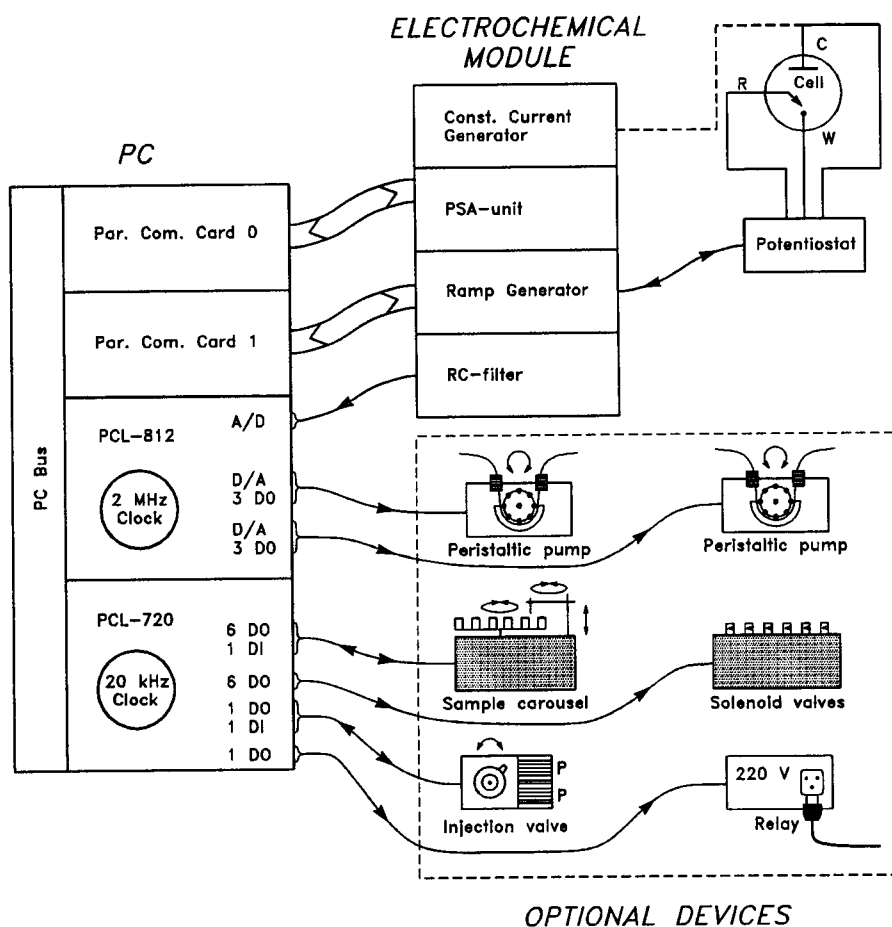 ELECTROCHEMICAL
MODULE
C
Cell
R
W
Const. Current
Generator
PC
PSA-unit
Par. Com. Card 0
Potentiostat
Ramp Generator
Par. Com. Card 1
RC-filter
PC Bus
PCL-812
A/D
2 MHz
Clock
D/A
3 DO
D/A
3 DO
Peristaltic pump
Peristaltic pump
PCL-720
20 kHz
Clock
6 DO
1 DI
6 DO
1 DO
1 DI
1 DO
Sample carousel
Solenoid valves
P
P
Injection valve
220 V
Relay
OPTIONAL DEVICES